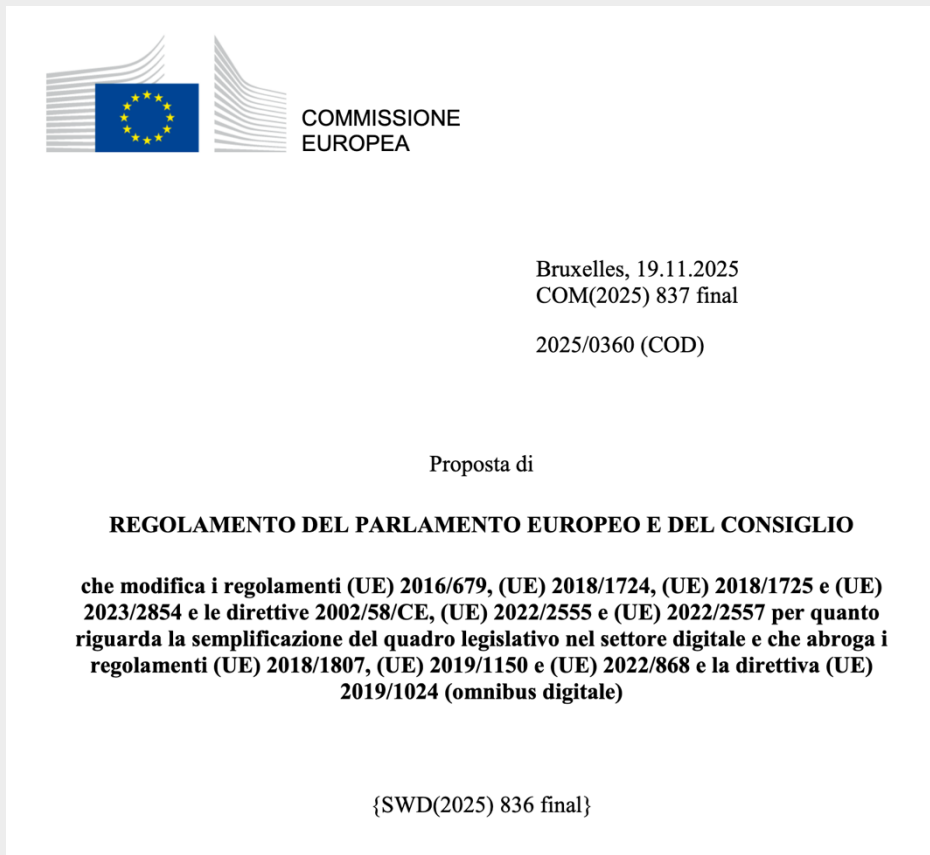 COMMISSIONE
EUROPEA
Bruxelles, 19.11.2025
COM(2025) 837 final
2025/0360 (COD)
Proposta di
REGOLAMENTO DEL PARLAMENTO EUROPEO E DEL CONSIGLIO
che modifica i regolamenti (UE) 2016/679, (UE) 2018/1724, (UE) 2018/1725 e (UE)
2023/2854 e le direttive 2002/58/CE, (UE) 2022/2555 e (UE) 2022/2557 per quanto
riguarda la semplificazione del quadro legislativo nel settore digitale e che abroga i
regolamenti (UE) 2018/1807, (UE) 2019/1150 e (UE) 2022/868 e la direttiva (UE)
2019/1024 (omnibus digitale)
{SWD(2025) 836 final}